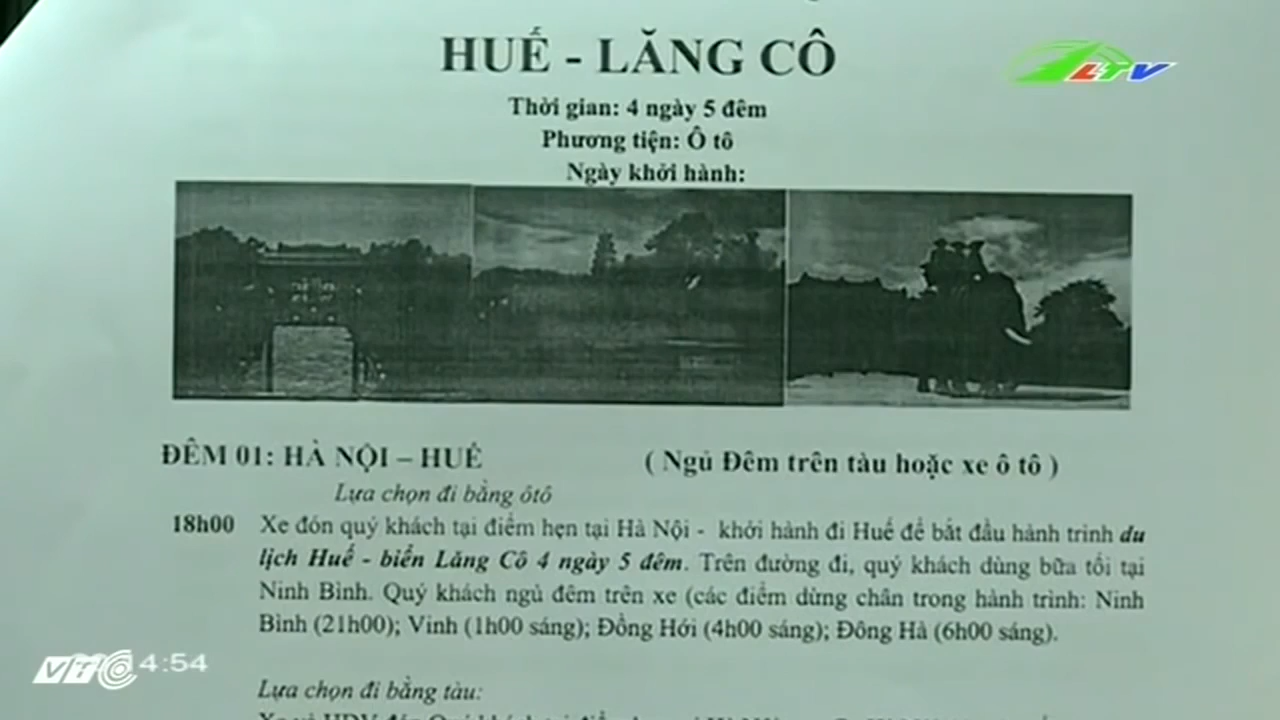 HUẾ - LĂNG CÔ
LTV
Thời gian: 4 ngày 5 đêm
Phương tiện: Ô tô
Ngày khởi hành:
ĐÊM 01: HÀ NỘI – HUẾ ( Ngủ Đêm trên tàu hoặc xe ô tô )
Lựa chọn đi bằng ôtô
18h00 Xe đón quý khách tại điểm hẹn tại Hà Nội - khởi hành đi Huế để bắt đầu hành trình du
lịch Huế - biển Lăng Cô 4 ngày 5 đêm. Trên đường đi, quý khách dùng bữa tối tại
Ninh Bình. Quý khách ngủ đêm trên xe (các điểm dừng chân trong hành trình: Ninh
Bình (21h00); Vinh (1h00 sáng); Đồng Hới (4h00 sáng); Đông Hà (6h00 sáng).
VTC 4:54
Lựa chọn đi bằng tàu: